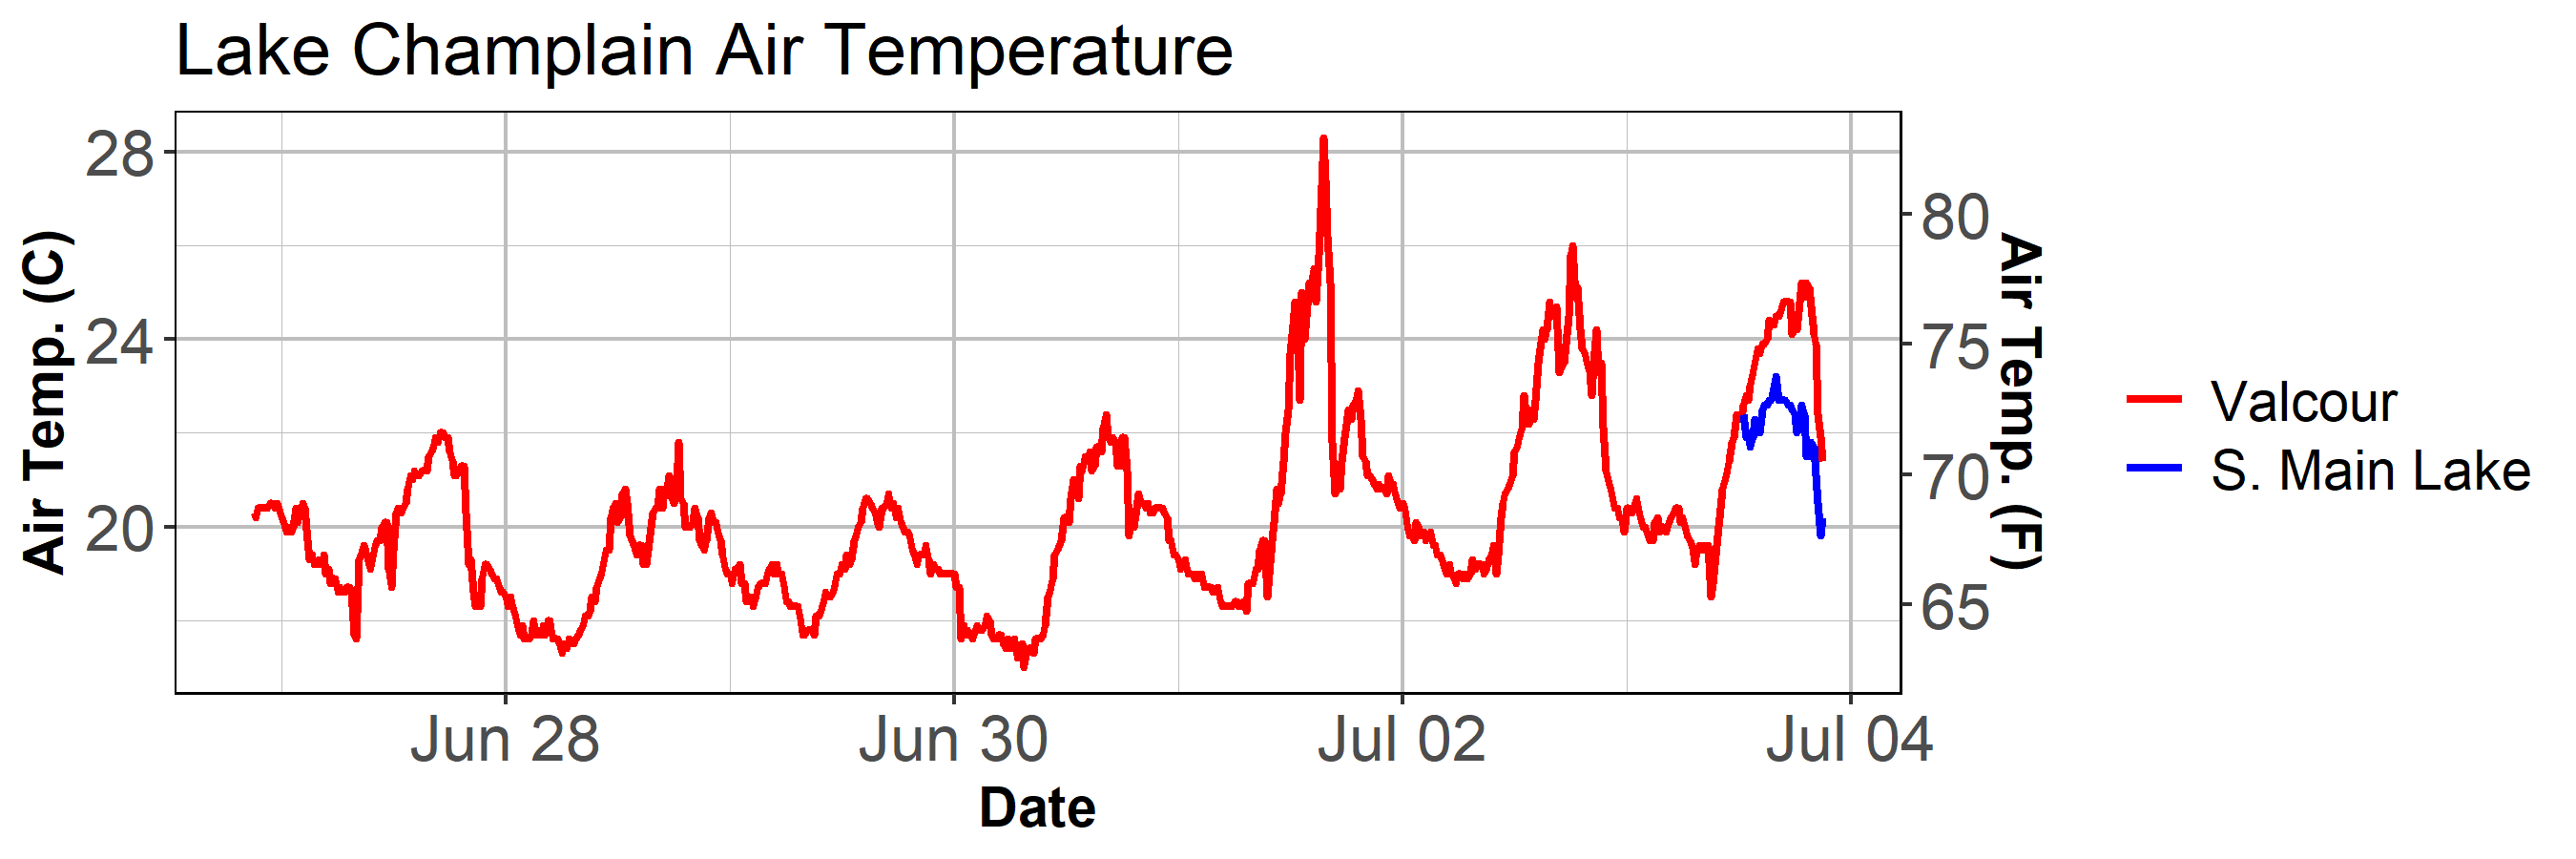 Lake Champlain Air Temperature
Air Temp. (C)
28
24
20
80
75
70
65
Air Temp. (F)
Jun 28
Jun 30
Jul 02
Jul 04
Date
Valcour
S. Main Lake